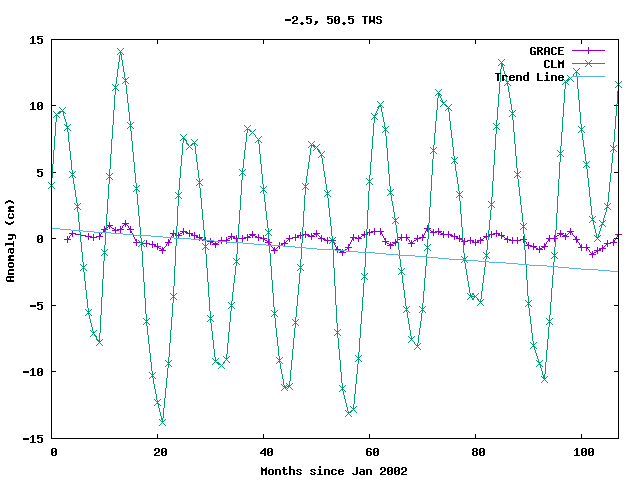 -2.5, 50.5 TWS
GRACE
CLM
Trend Line
15
10
5
0
-5
-10
-15
Anomaly (cm)
0 20 40 60 80 100
Months since Jan 2002